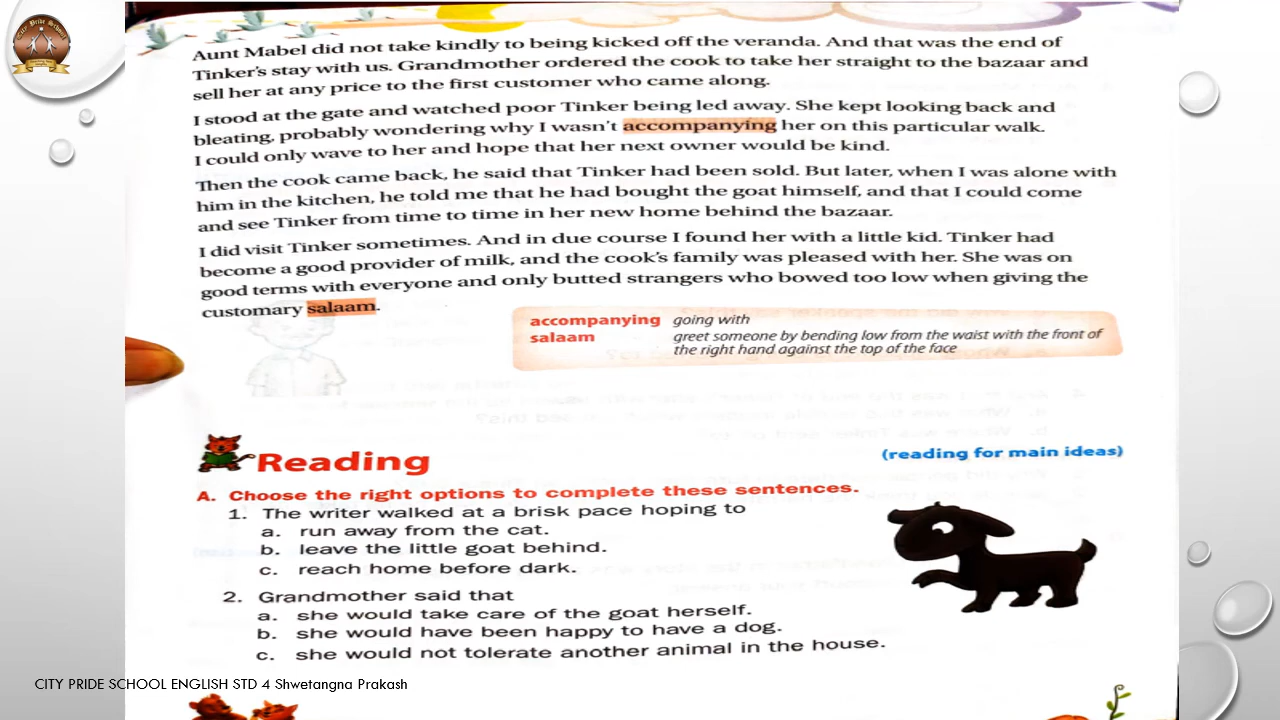 City Pride School
Aunt Mabel did not take kindly to being kicked off the veranda. And that was the end of
Tinker's stay with us. Grandmother ordered the cook to take her straight to the bazaar and
sell her at any price to the first customer who came along.
I stood at the gate and watched poor Tinker being led away. She kept looking back and
bleating, probably wondering why I wasn't accompanying her on this particular walk.
I could only wave to her and hope that her next owner would be kind.
Then the cook came back, he said that Tinker had been sold. But later, when I was alone with
him in the kitchen, he told me that he had bought the goat himself, and that I could come
and see Tinker from time to time in her new home behind the bazaar.
I did visit Tinker sometimes. And in due course I found her with a little kid. Tinker had
become a good provider of milk, and the cook's family was pleased with her. She was on
good terms with everyone and only butted strangers who bowed too low when giving the
customary salaam.
accompanying going with
salaam greet someone by bending low from the waist with the front of
the right hand against the top of the face
Reading (reading for main ideas)
A. Choose the right options to complete these sentences.
1. The writer walked at a brisk pace hoping to
a. run away from the cat.
b. leave the little goat behind.
c. reach home before dark.
2. Grandmother said that
a. she would take care of the goat herself.
b. she would have been happy to have a dog.
c. she would not tolerate another animal in the house.
CITY PRIDE SCHOOL ENGLISH STD 4 Shwetangna Prakash